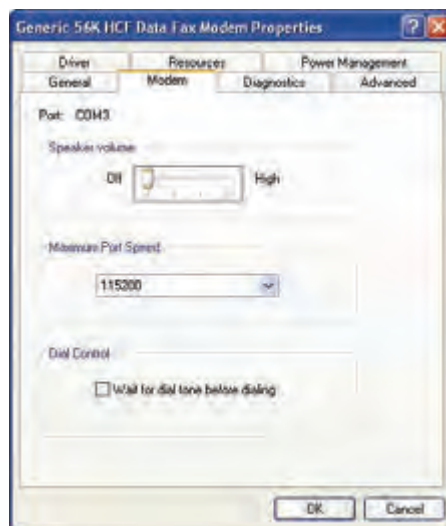 Generic 56K HCF Data Fax Modem Properties
Driver Resources Power Management
General Modem Diagnostics Advanced
Port: COM3
Speaker volume
Off High
Maximum Port Speed
115200
Dial Control
Wait for dial tone before dialing
OK Cancel